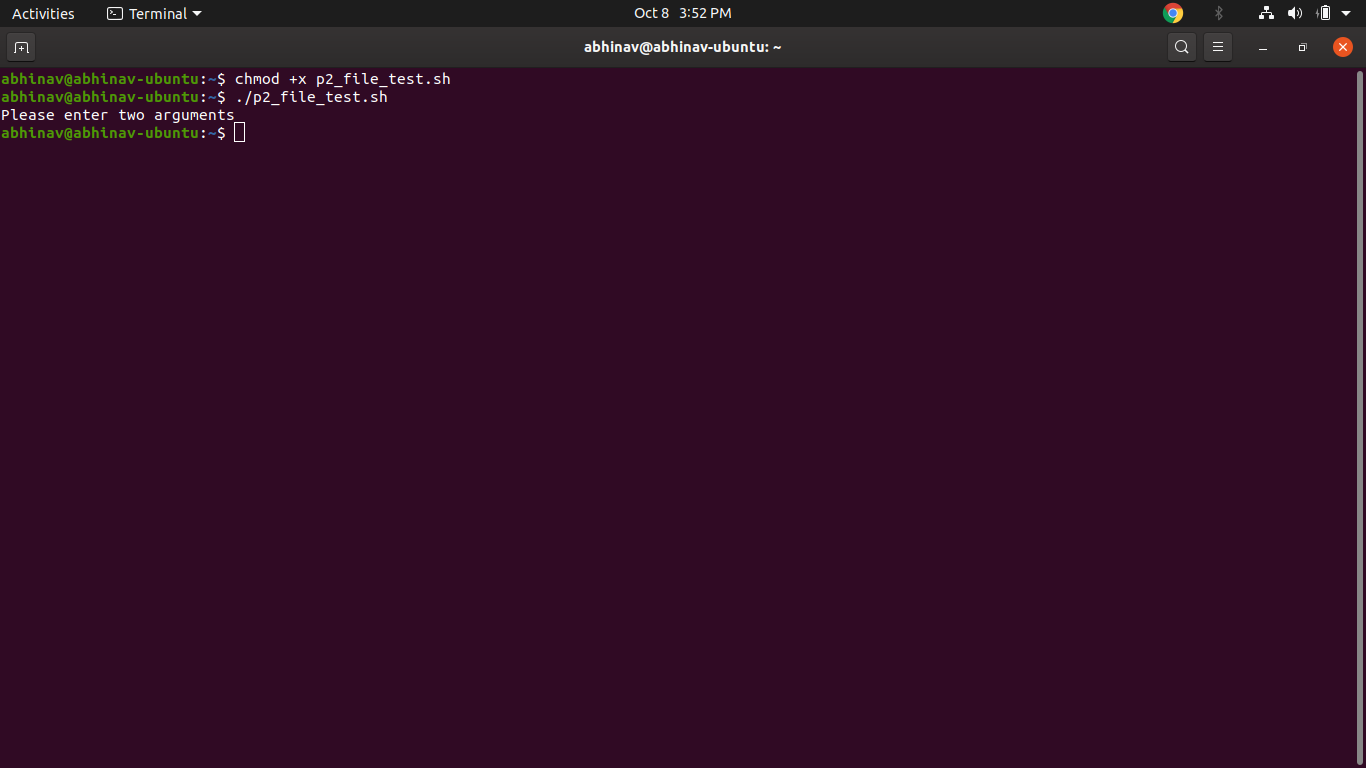 Activities Terminal Oct 8 3:52 PM
abhinav@abhinav-ubuntu: ~
abhinav@abhinav-ubuntu:~$ chmod +x p2_file_test.sh
abhinav@abhinav-ubuntu:~$ ./p2_file_test.sh
Please enter two arguments
abhinav@abhinav-ubuntu:~$